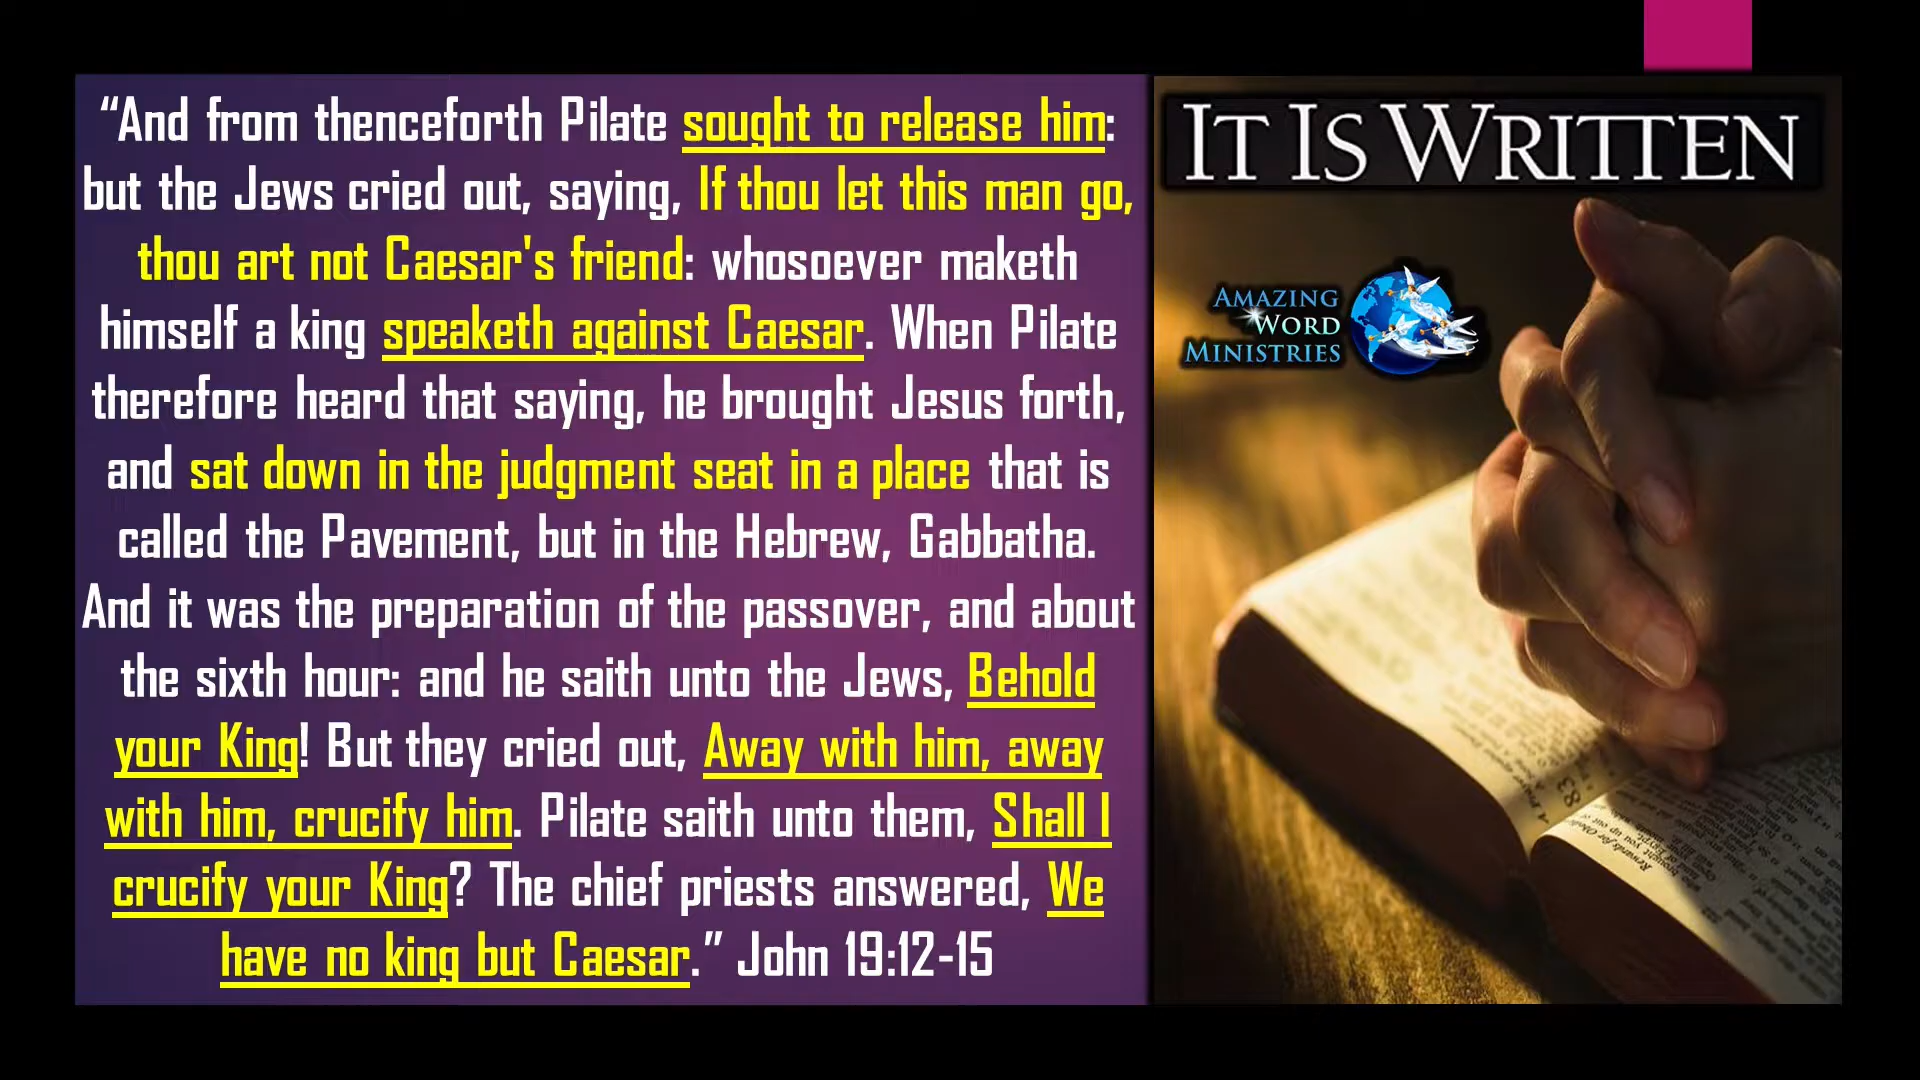 “And from thenceforth Pilate sought to release him:
but the Jews cried out, saying, If thou let this man go,
thou art not Caesar's friend: whosoever maketh
himself a king speaketh against Caesar. When Pilate
therefore heard that saying, he brought Jesus forth,
and sat down in the judgment seat in a place that is
called the Pavement, but in the Hebrew, Gabbatha.
And it was the preparation of the passover, and about
the sixth hour: and he saith unto the Jews, Behold
your King! But they cried out, Away with him, away
with him, crucify him. Pilate saith unto them, Shall I
crucify your King? The chief priests answered, We
have no king but Caesar.” John 19:12-15
IT IS WRITTEN
AMAZING
WORD
MINISTRIES
83
Rewards for Obedi